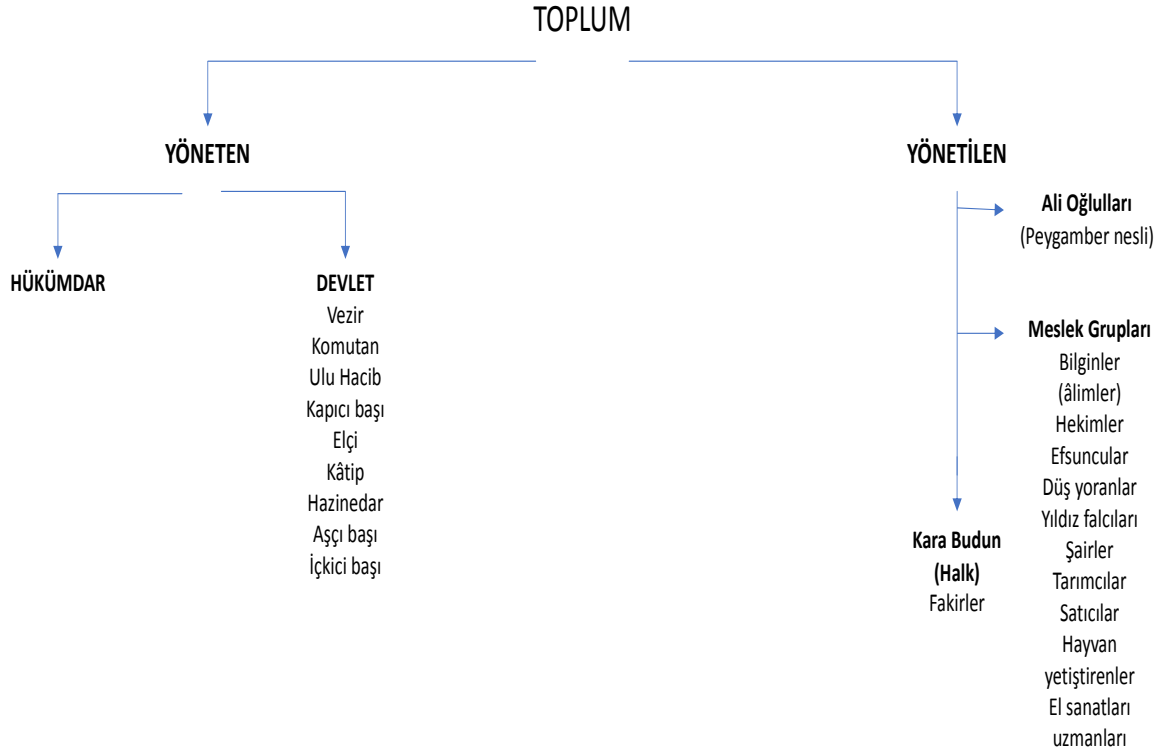 TOPLUM
YÖNETEN
YÖNETİLEN
HÜKÜMDAR
DEVLET
Vezir
Komutan
Ulu Hacib
Kapıcı başı
Elçi
Kâtip
Hazinedar
Aşçı başı
İçkici başı
Ali Oğlulları
(Peygamber nesli)
Meslek Grupları
Bilginler
(âlimler)
Hekimler
Efsuncular
Düş yoranlar
Yıldız falcıları
Şairler
Tarımcılar
Satıcılar
Hayvan
yetiştirenler
El sanatları
uzmanları
Kara Budun
(Halk)
Fakirler